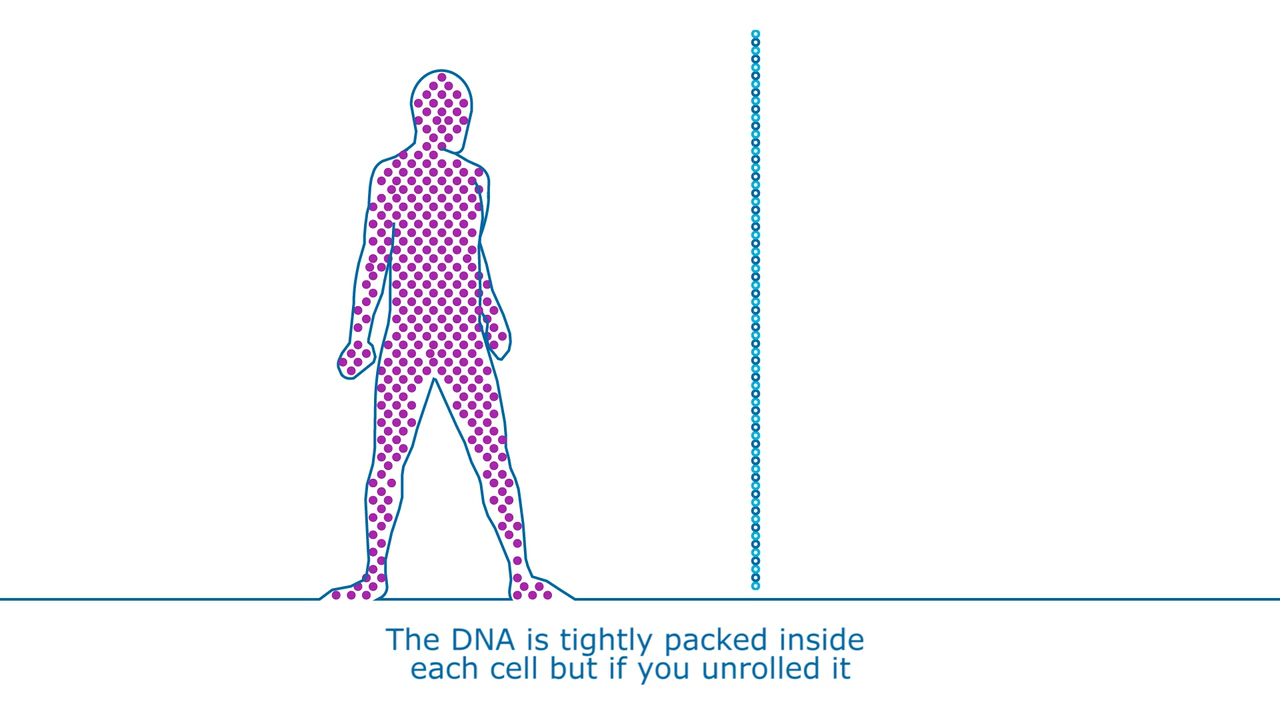 The DNA is tightly packed inside
each cell but if you unrolled it